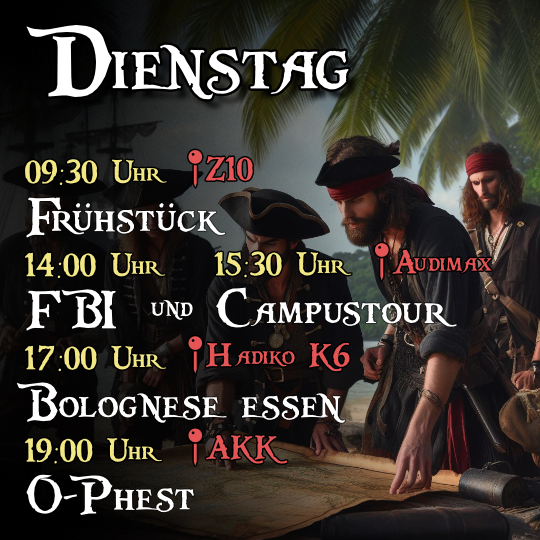 Dienstag
09:30 Uhr Z10
Frühstück
14:00 Uhr 15:30 Uhr Audimax
FBI und Campustour
17:00 Uhr Hadiko K6
Bolognese essen
19:00 Uhr AKK
O-Phest